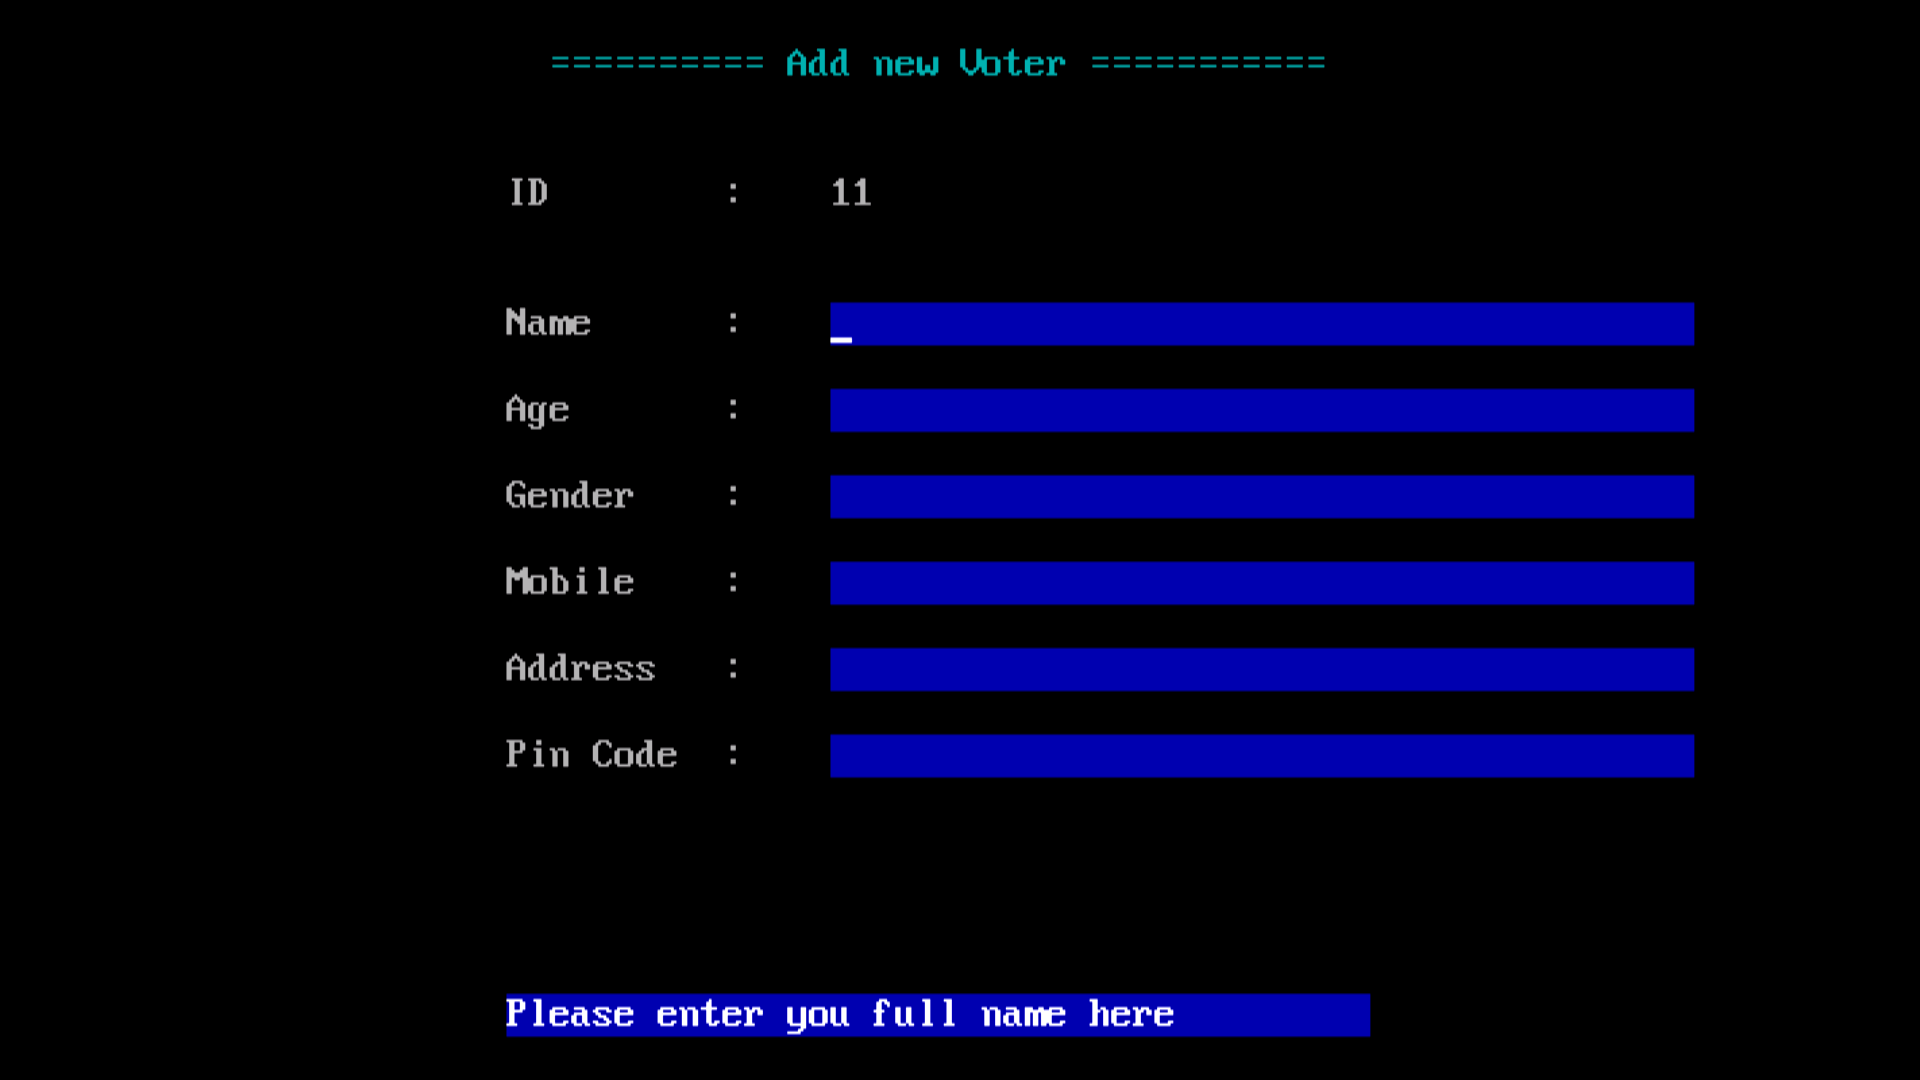 ========== Add new Voter ===========
ID : 11
Name :
Age :
Gender :
Mobile :
Address :
Pin Code :
Please enter you full name here